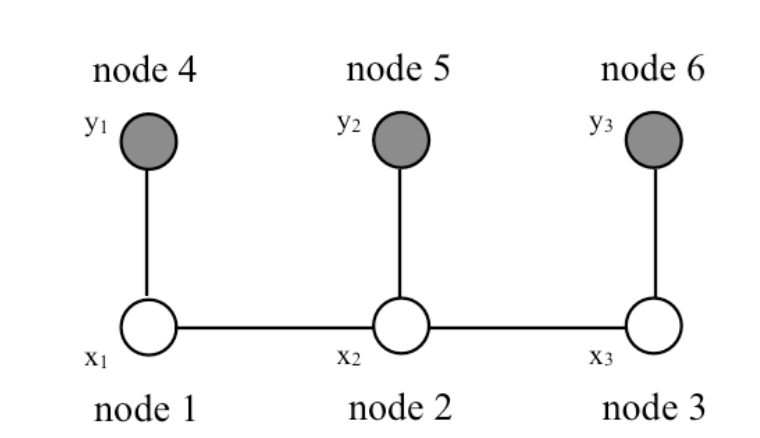 node 4 node 5 node 6
y₁ y₂ y₃
x₁ x₂ x₃
node 1 node 2 node 3